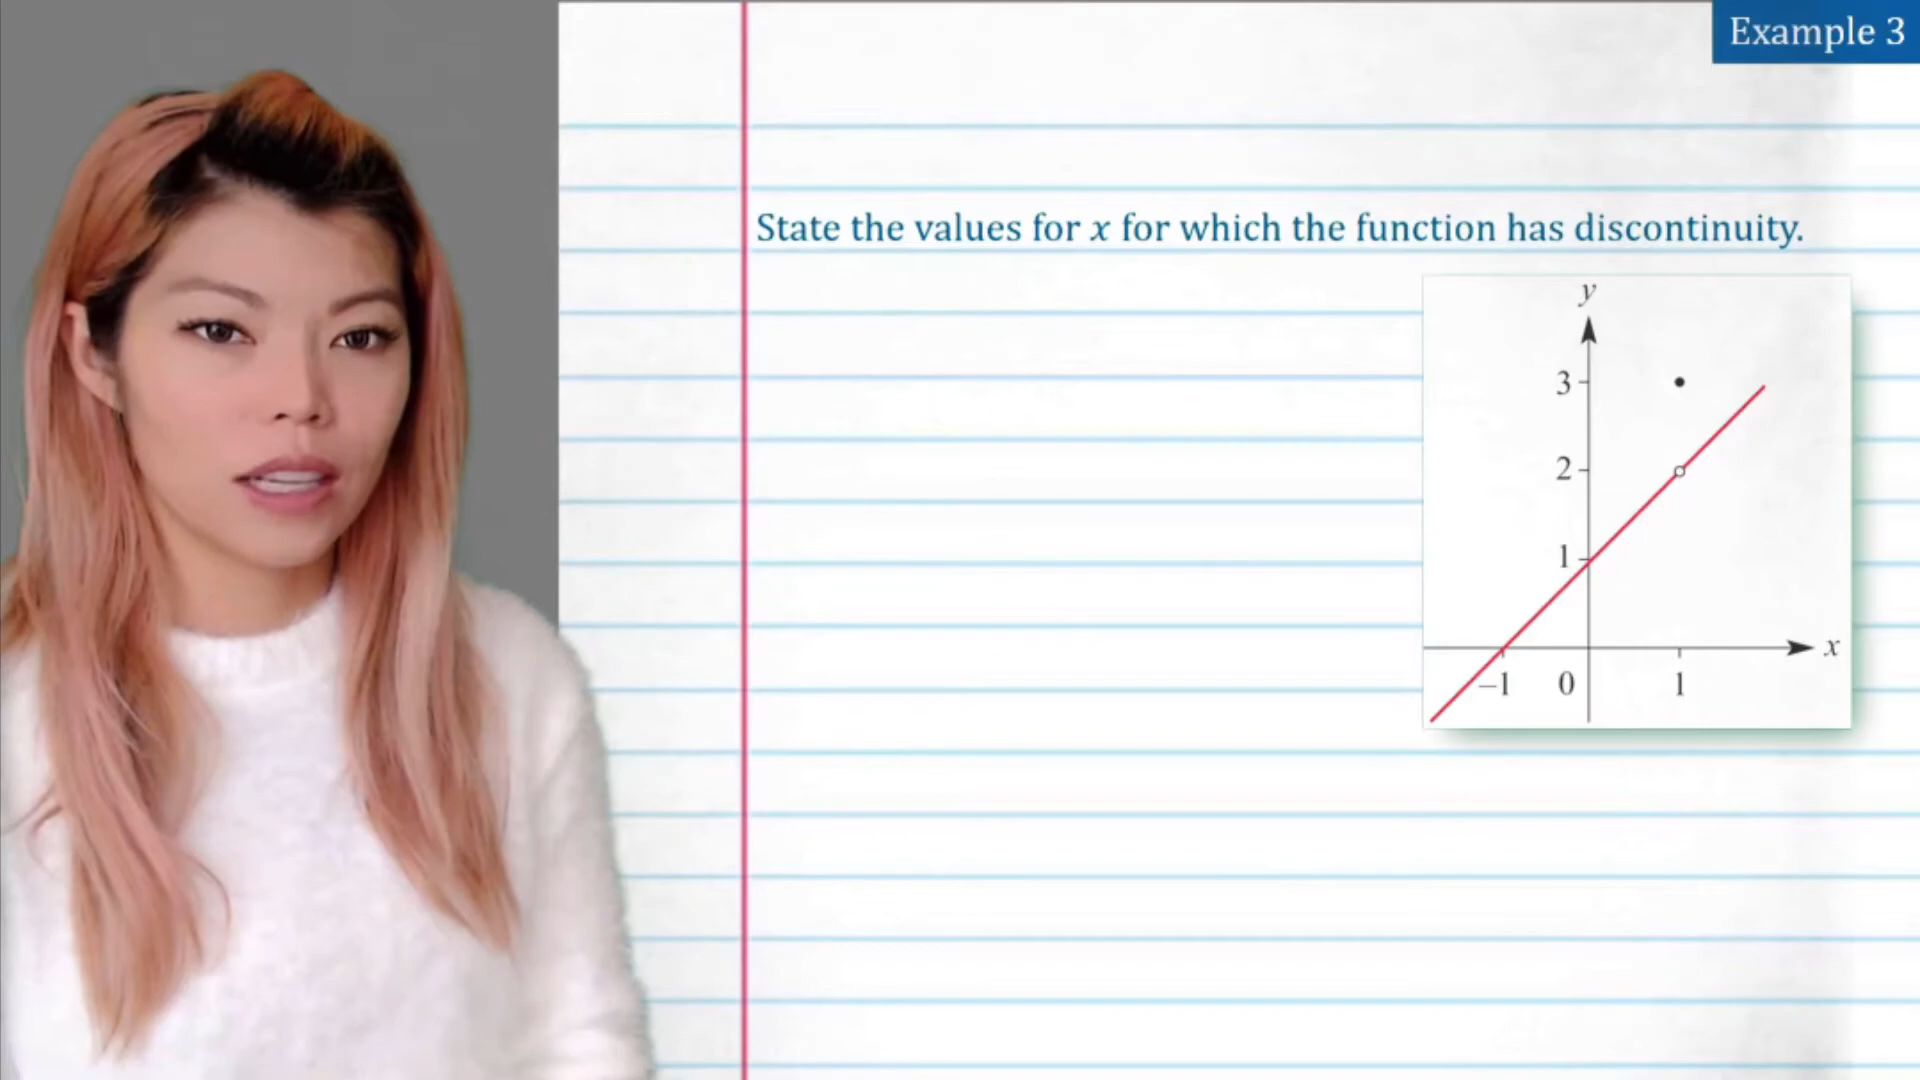 Example 3
State the values for x for which the function has discontinuity.
y
3
2
1
x
–1 0 1